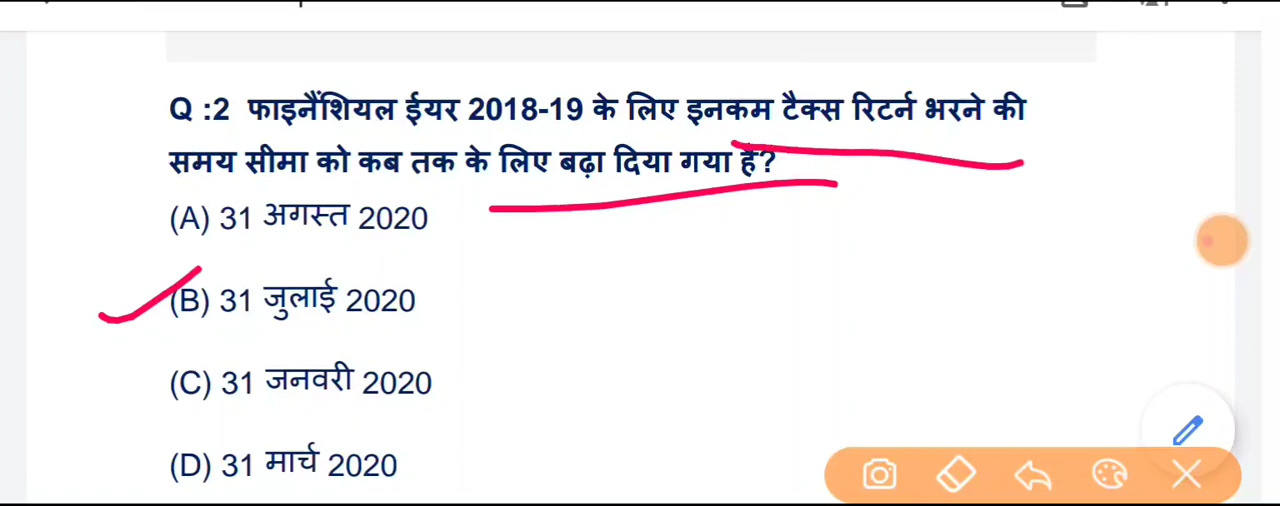 Q :2 फाइनैंशियल ईयर 2018-19 के लिए इनकम टैक्स रिटर्न भरने की
समय सीमा को कब तक के लिए बढ़ा दिया गया है?
(A) 31 अगस्त 2020
(B) 31 जुलाई 2020
(C) 31 जनवरी 2020
(D) 31 मार्च 2020